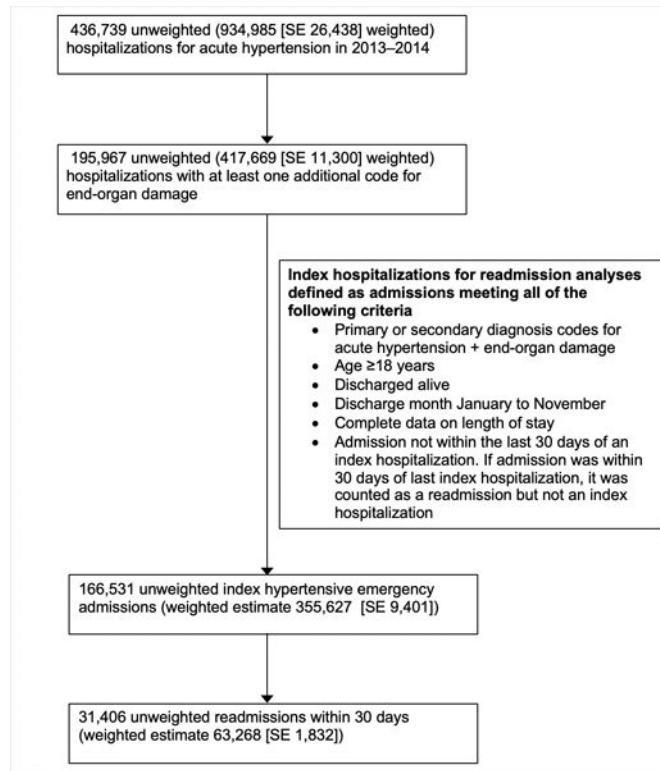 436,739 unweighted (934,985 [SE 26,438] weighted)
hospitalizations for acute hypertension in 2013–2014
195,967 unweighted (417,669 [SE 11,300] weighted)
hospitalizations with at least one additional code for
end-organ damage
Index hospitalizations for readmission analyses
defined as admissions meeting all of the
following criteria
• Primary or secondary diagnosis codes for
acute hypertension + end-organ damage
• Age ≥18 years
• Discharged alive
• Discharge month January to November
• Complete data on length of stay
• Admission not within the last 30 days of an
index hospitalization. If admission was within
30 days of last index hospitalization, it was
counted as a readmission but not an index
hospitalization
166,531 unweighted index hypertensive emergency
admissions (weighted estimate 355,627 [SE 9,401])
31,406 unweighted readmissions within 30 days
(weighted estimate 63,268 [SE 1,832])